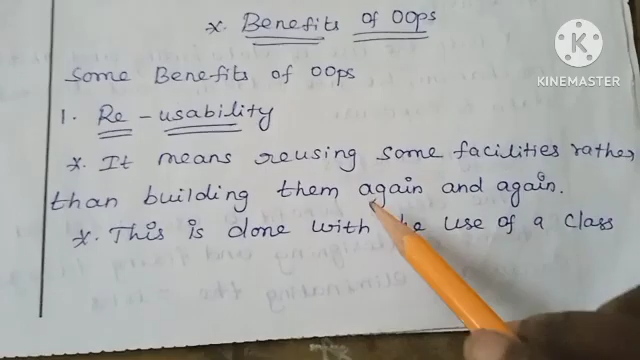 x. Benefits of OOps
KINEMASTER
Some Benefits of OOps
1. Re-usability
x. It means reusing some facilities rather
than building them again and again.
x. This is done with the use of a class